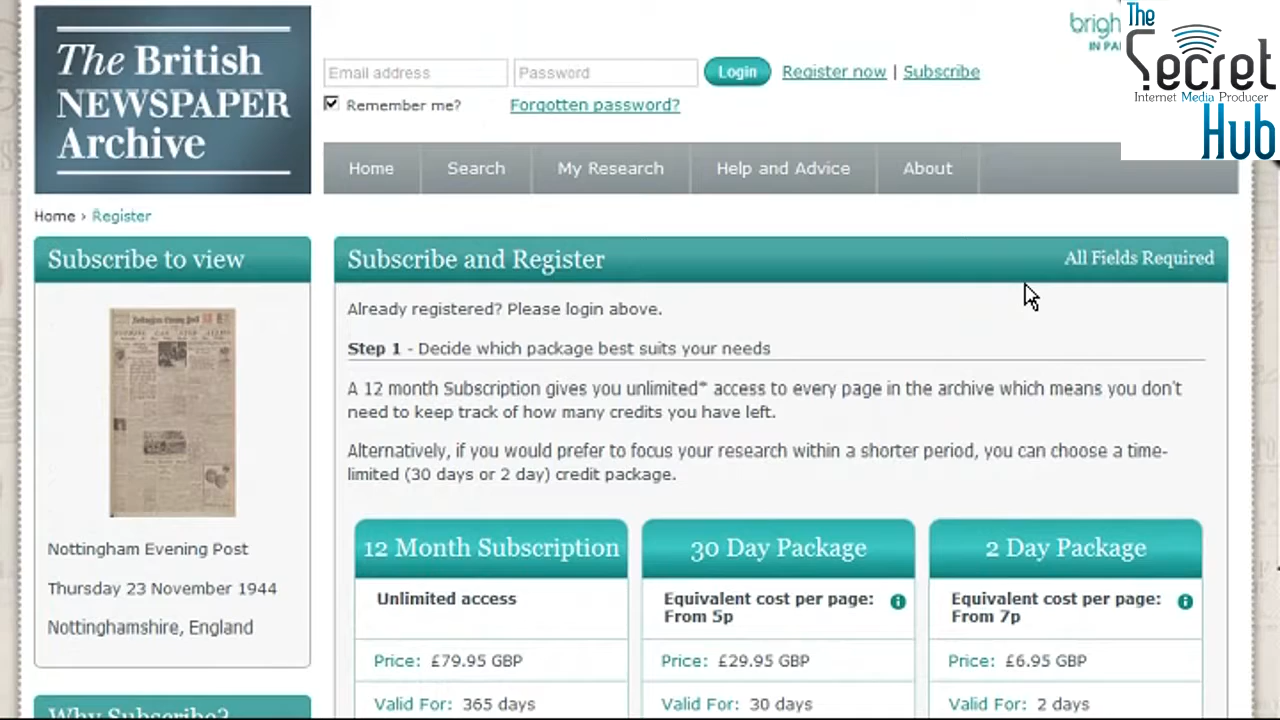 The British
NEWSPAPER
Archive
Email address
Password
Login
Register now | Subscribe
Remember me?
Forgotten password?
The
Secret
Internet Media Producer
Hub
Home
Search
My Research
Help and Advice
About
Home › Register
Subscribe to view
Nottingham Evening Post
Thursday 23 November 1944
Nottinghamshire, England
Why Subscribe?
Subscribe and Register
All Fields Required
Already registered? Please login above.
Step 1 - Decide which package best suits your needs
A 12 month Subscription gives you unlimited* access to every page in the archive which means you don't
need to keep track of how many credits you have left.
Alternatively, if you would prefer to focus your research within a shorter period, you can choose a time-
limited (30 days or 2 day) credit package.
12 Month Subscription
Unlimited access
Price: £79.95 GBP
Valid For: 365 days
30 Day Package
Equivalent cost per page:
From 5p
Price: £29.95 GBP
Valid For: 30 days
2 Day Package
Equivalent cost per page:
From 7p
Price: £6.95 GBP
Valid For: 2 days